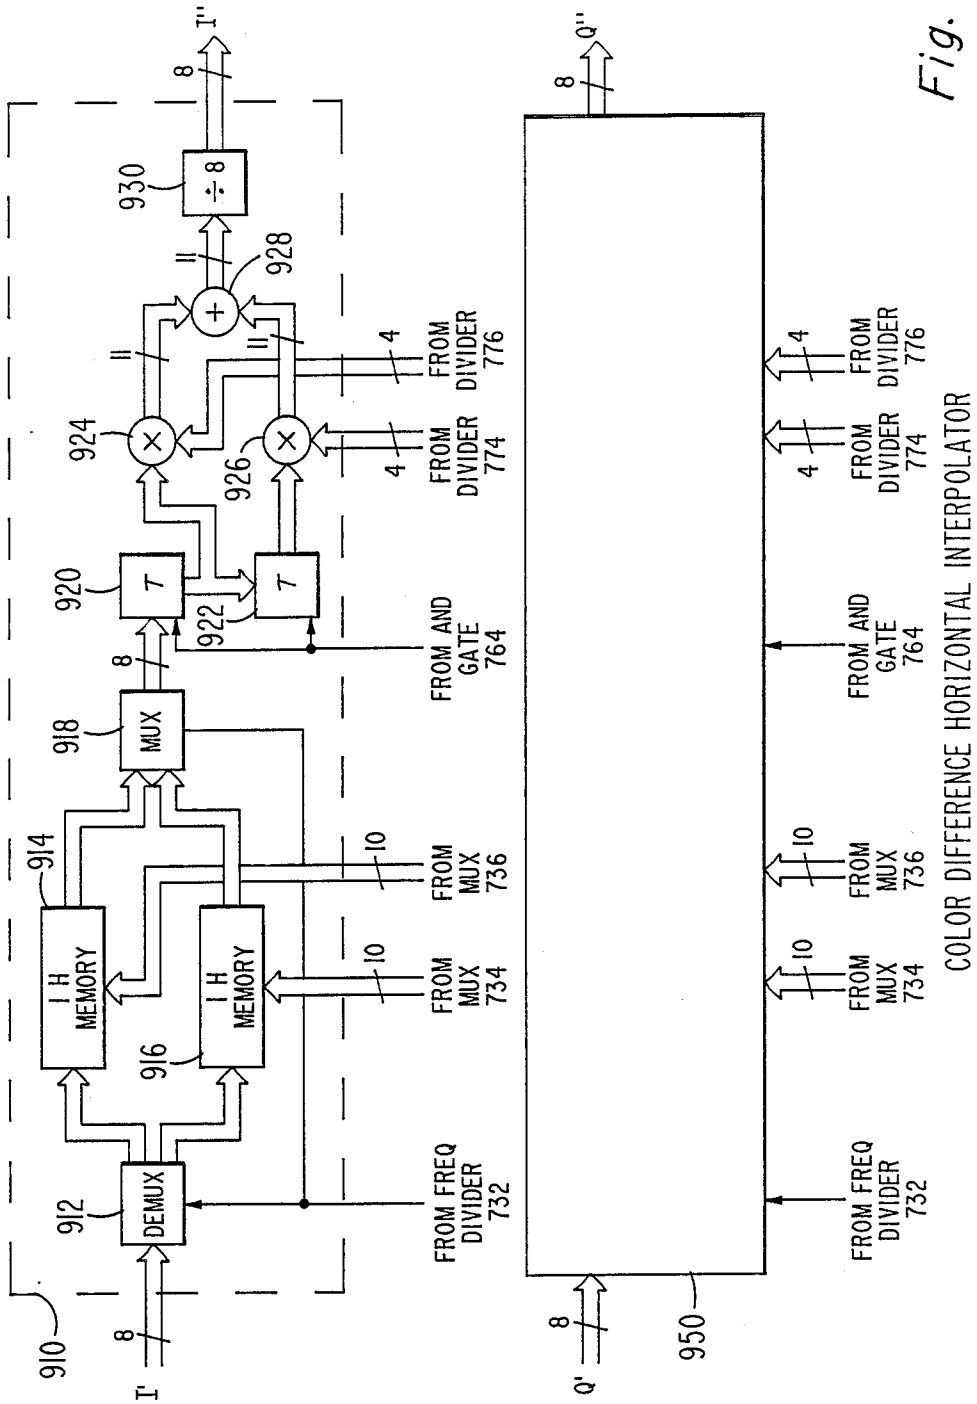 910
I'
8
912
DEMUX
914
1 H
MEMORY
916
1 H
MEMORY
918
MUX
8
920
τ
922
τ
924
×
926
×
11
11
928
+
11
930
÷ 8
8
I''
FROM FREQ
DIVIDER
732
10
FROM
MUX
734
10
FROM
MUX
736
FROM AND
GATE
764
4
FROM
DIVIDER
774
4
FROM
DIVIDER
776
Q'
8
950
8
Q''
FROM FREQ
DIVIDER
732
10
FROM
MUX
734
10
FROM
MUX
736
FROM AND
GATE
764
4
FROM
DIVIDER
774
4
FROM
DIVIDER
776
COLOR DIFFERENCE HORIZONTAL INTERPOLATOR
Fig.